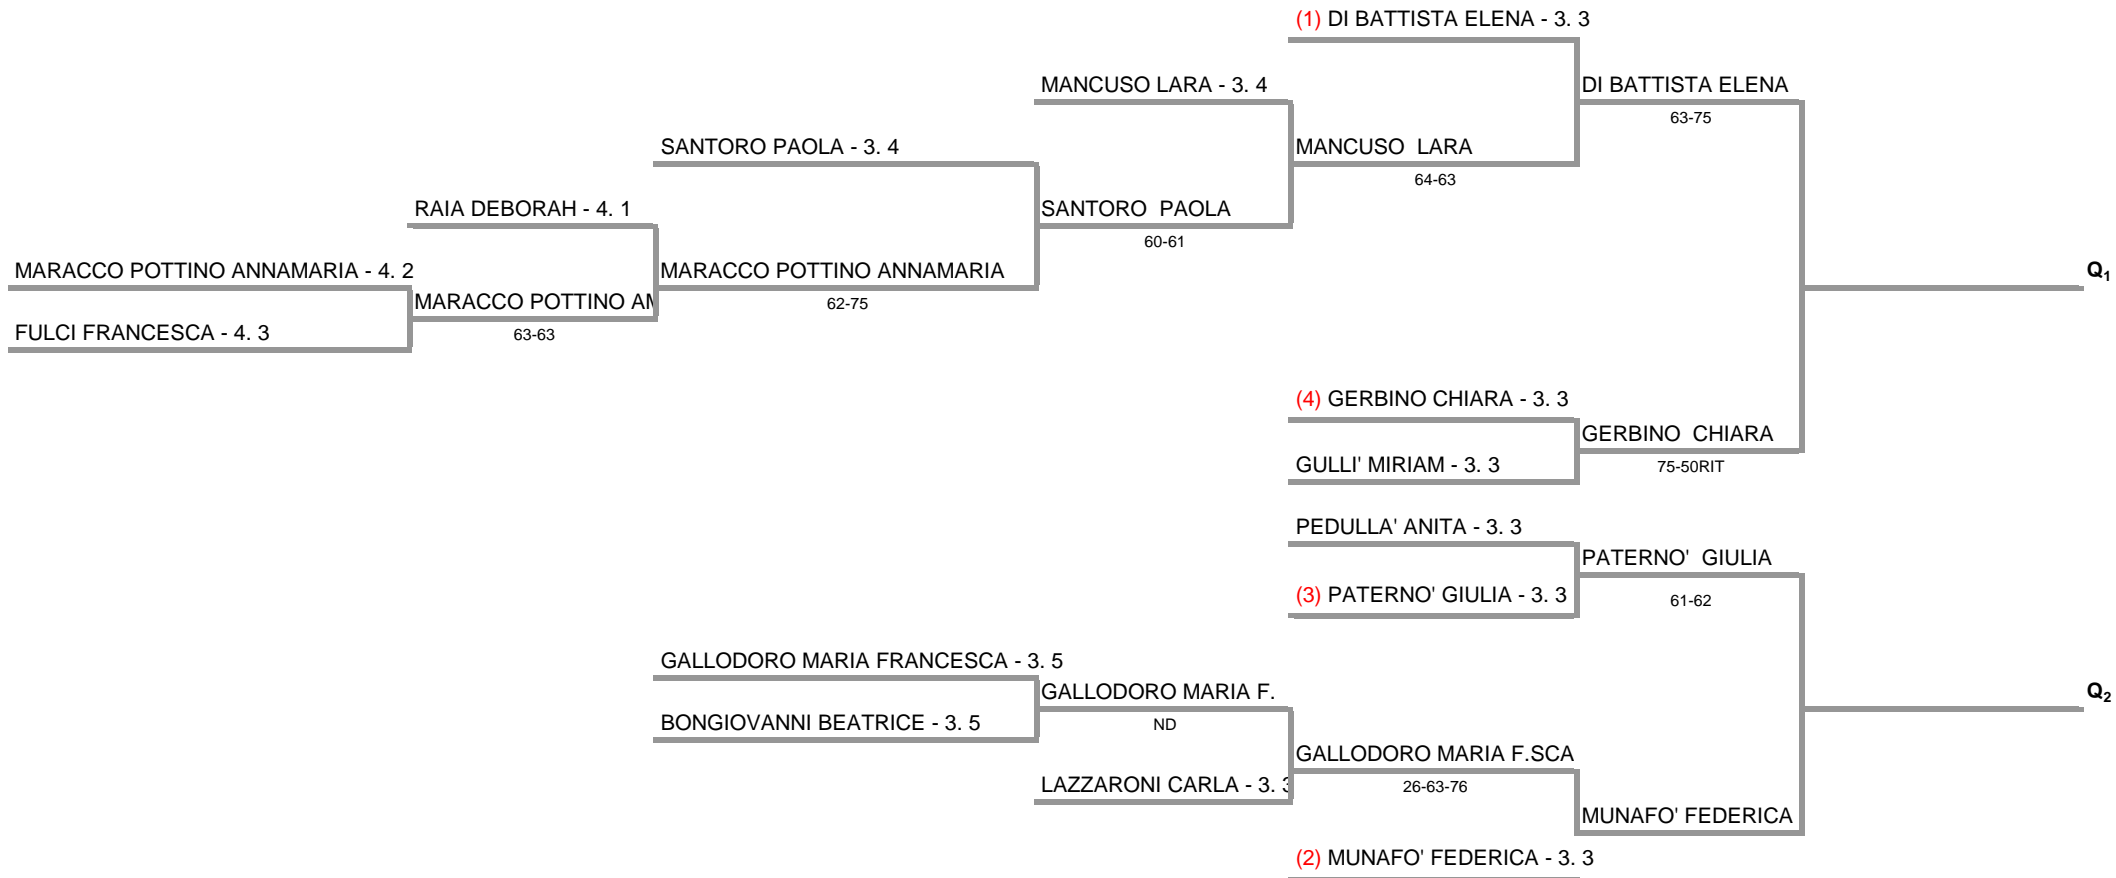 (1) DI BATTISTA ELENA - 3. 3
MANCUSO LARA - 3. 4
DI BATTISTA ELENA
63-75
SANTORO PAOLA - 3. 4
MANCUSO LARA
64-63
RAIA DEBORAH - 4. 1
SANTORO PAOLA
60-61
MARACCO POTTINO ANNAMARIA - 4. 2
MARACCO POTTINO ANNAMARIA
62-75
Q1
MARACCO POTTINO AM
63-63
FULCI FRANCESCA - 4. 3
(4) GERBINO CHIARA - 3. 3
GERBINO CHIARA
75-50RIT
GULLI' MIRIAM - 3. 3
PEDULLA' ANITA - 3. 3
PATERNO' GIULIA
61-62
(3) PATERNO' GIULIA - 3. 3
GALLODORO MARIA FRANCESCA - 3. 5
GALLODORO MARIA F.
ND
Q2
BONGIOVANNI BEATRICE - 3. 5
GALLODORO MARIA F.SCA
26-63-76
LAZZARONI CARLA - 3. 3
MUNAFO' FEDERICA
(2) MUNAFO' FEDERICA - 3. 3